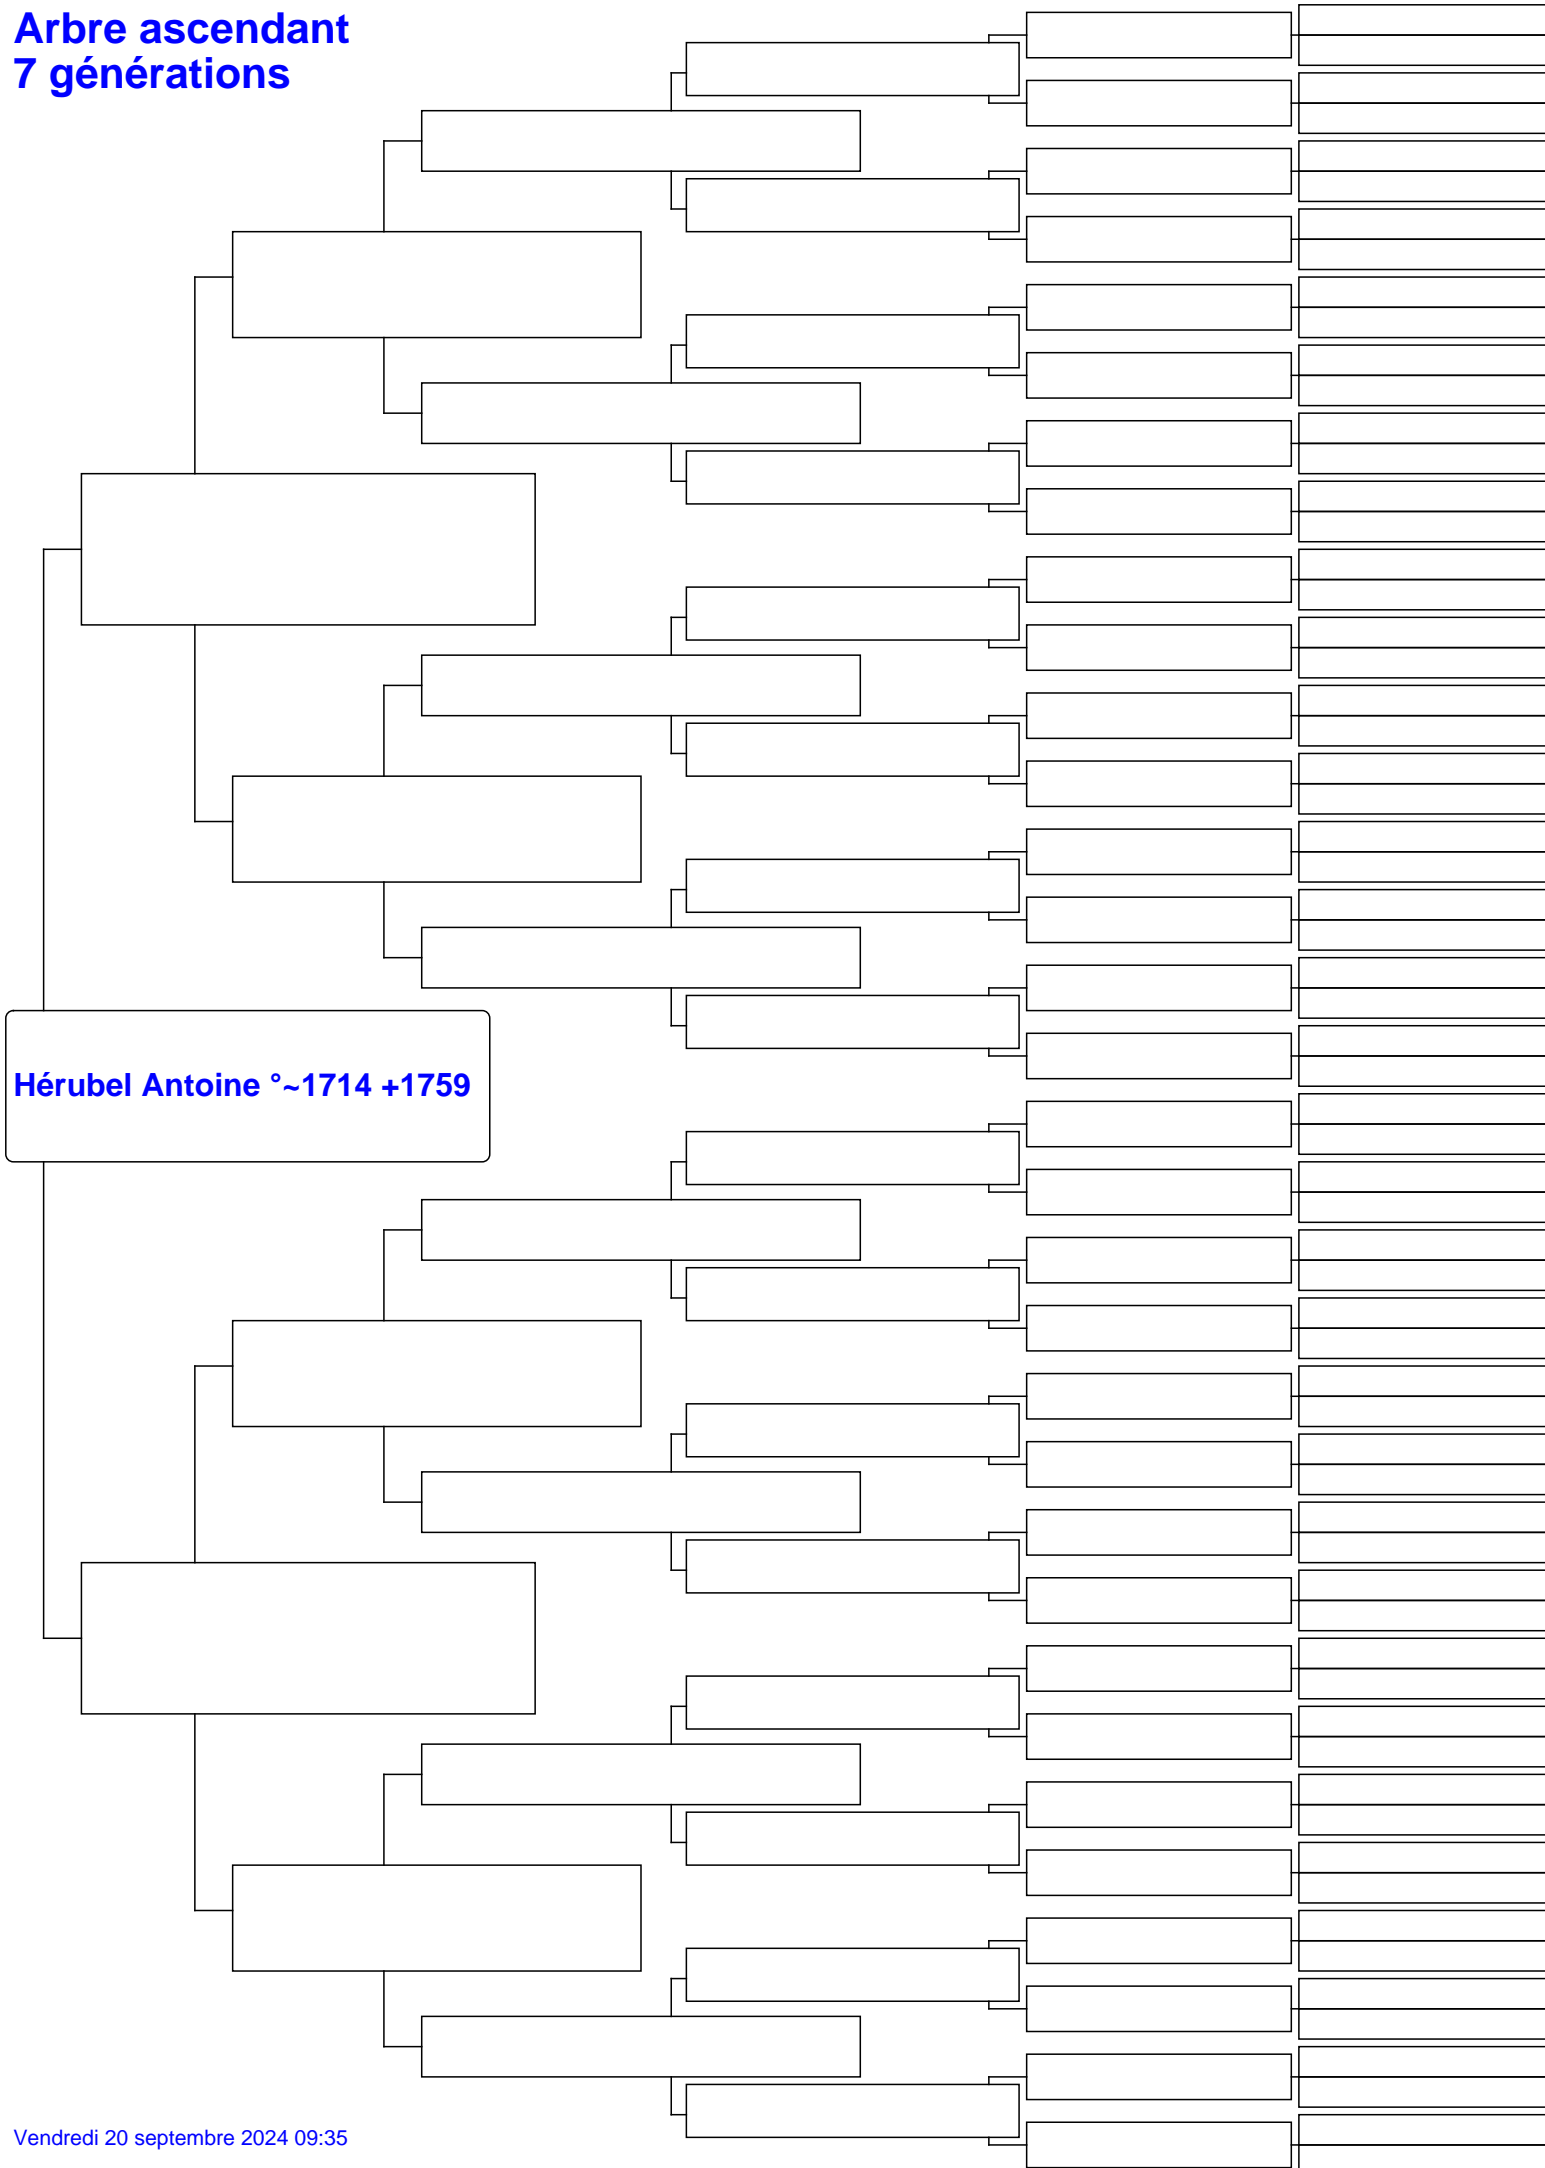 Arbre ascendant
7 générations
Hérubel Antoine °~1714 +1759
Vendredi 20 septembre 2024 09:35